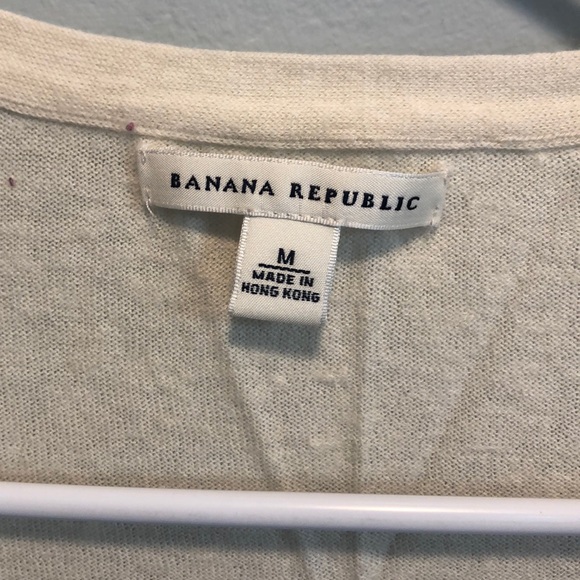 BANANA REPUBLIC
M
MADE IN
HONG KONG